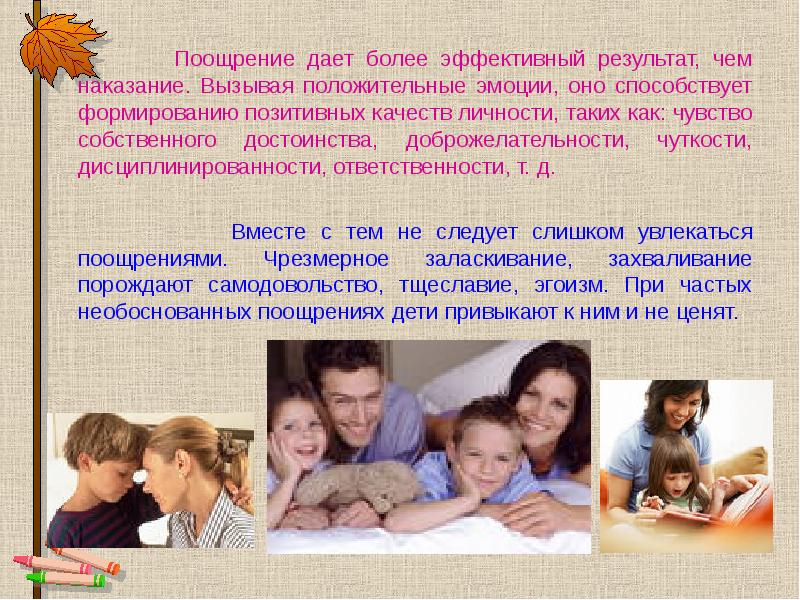 Поощрение дает более эффективный результат, чем
наказание. Вызывая положительные эмоции, оно способствует
формированию позитивных качеств личности, таких как: чувство
собственного достоинства, доброжелательности, чуткости,
дисциплинированности, ответственности, т. д.
Вместе с тем не следует слишком увлекаться
поощрениями. Чрезмерное заласкивание, захваливание
порождают самодовольство, тщеславие, эгоизм. При частых
необоснованных поощрениях дети привыкают к ним и не ценят.